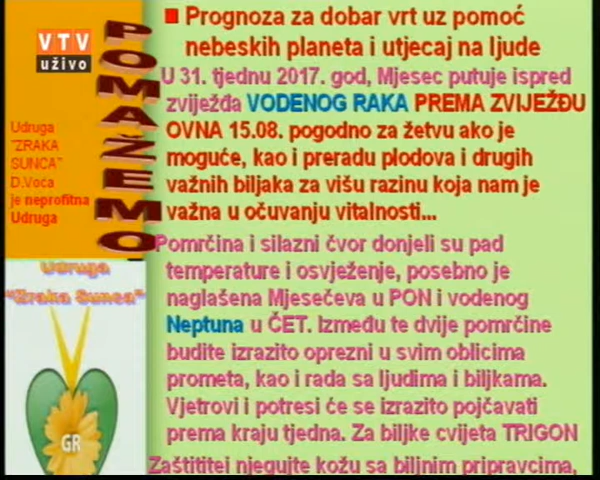 VTV
uživo
POMAŽEMO
Udruga
"ZRAKA
SUNCA"
D.Voća
je neprofitna
Udruga
Udruga
"Zraka Sunca"
GR
Prognoza za dobar vrt uz pomoć
nebeskih planeta i utjecaj na ljude
U 31. tjednu 2017. god, Mjesec putuje ispred
zviježđa VODENOG RAKA PREMA ZVIJEŽĐU
OVNA 15.08. pogodno za žetvu ako je
moguće, kao i preradu plodova i drugih
važnih biljaka za višu razinu koja nam je
važna u očuvanju vitalnosti...
Pomrčina i silazni čvor donjeli su pad
temperature i osvježenje, posebno je
naglašena Mjesečeva u PON i vodenog
Neptuna u ČET. Između te dvije pomrčine
budite izrazito oprezni u svim oblicima
prometa, kao i rada sa ljudima i biljkama.
Vjetrovi i potresi će se izrazito pojčavati
prema kraju tjedna. Za biljke cvijeta TRIGON
Zaštititei njegujte kožu sa biljnim pripravcima,